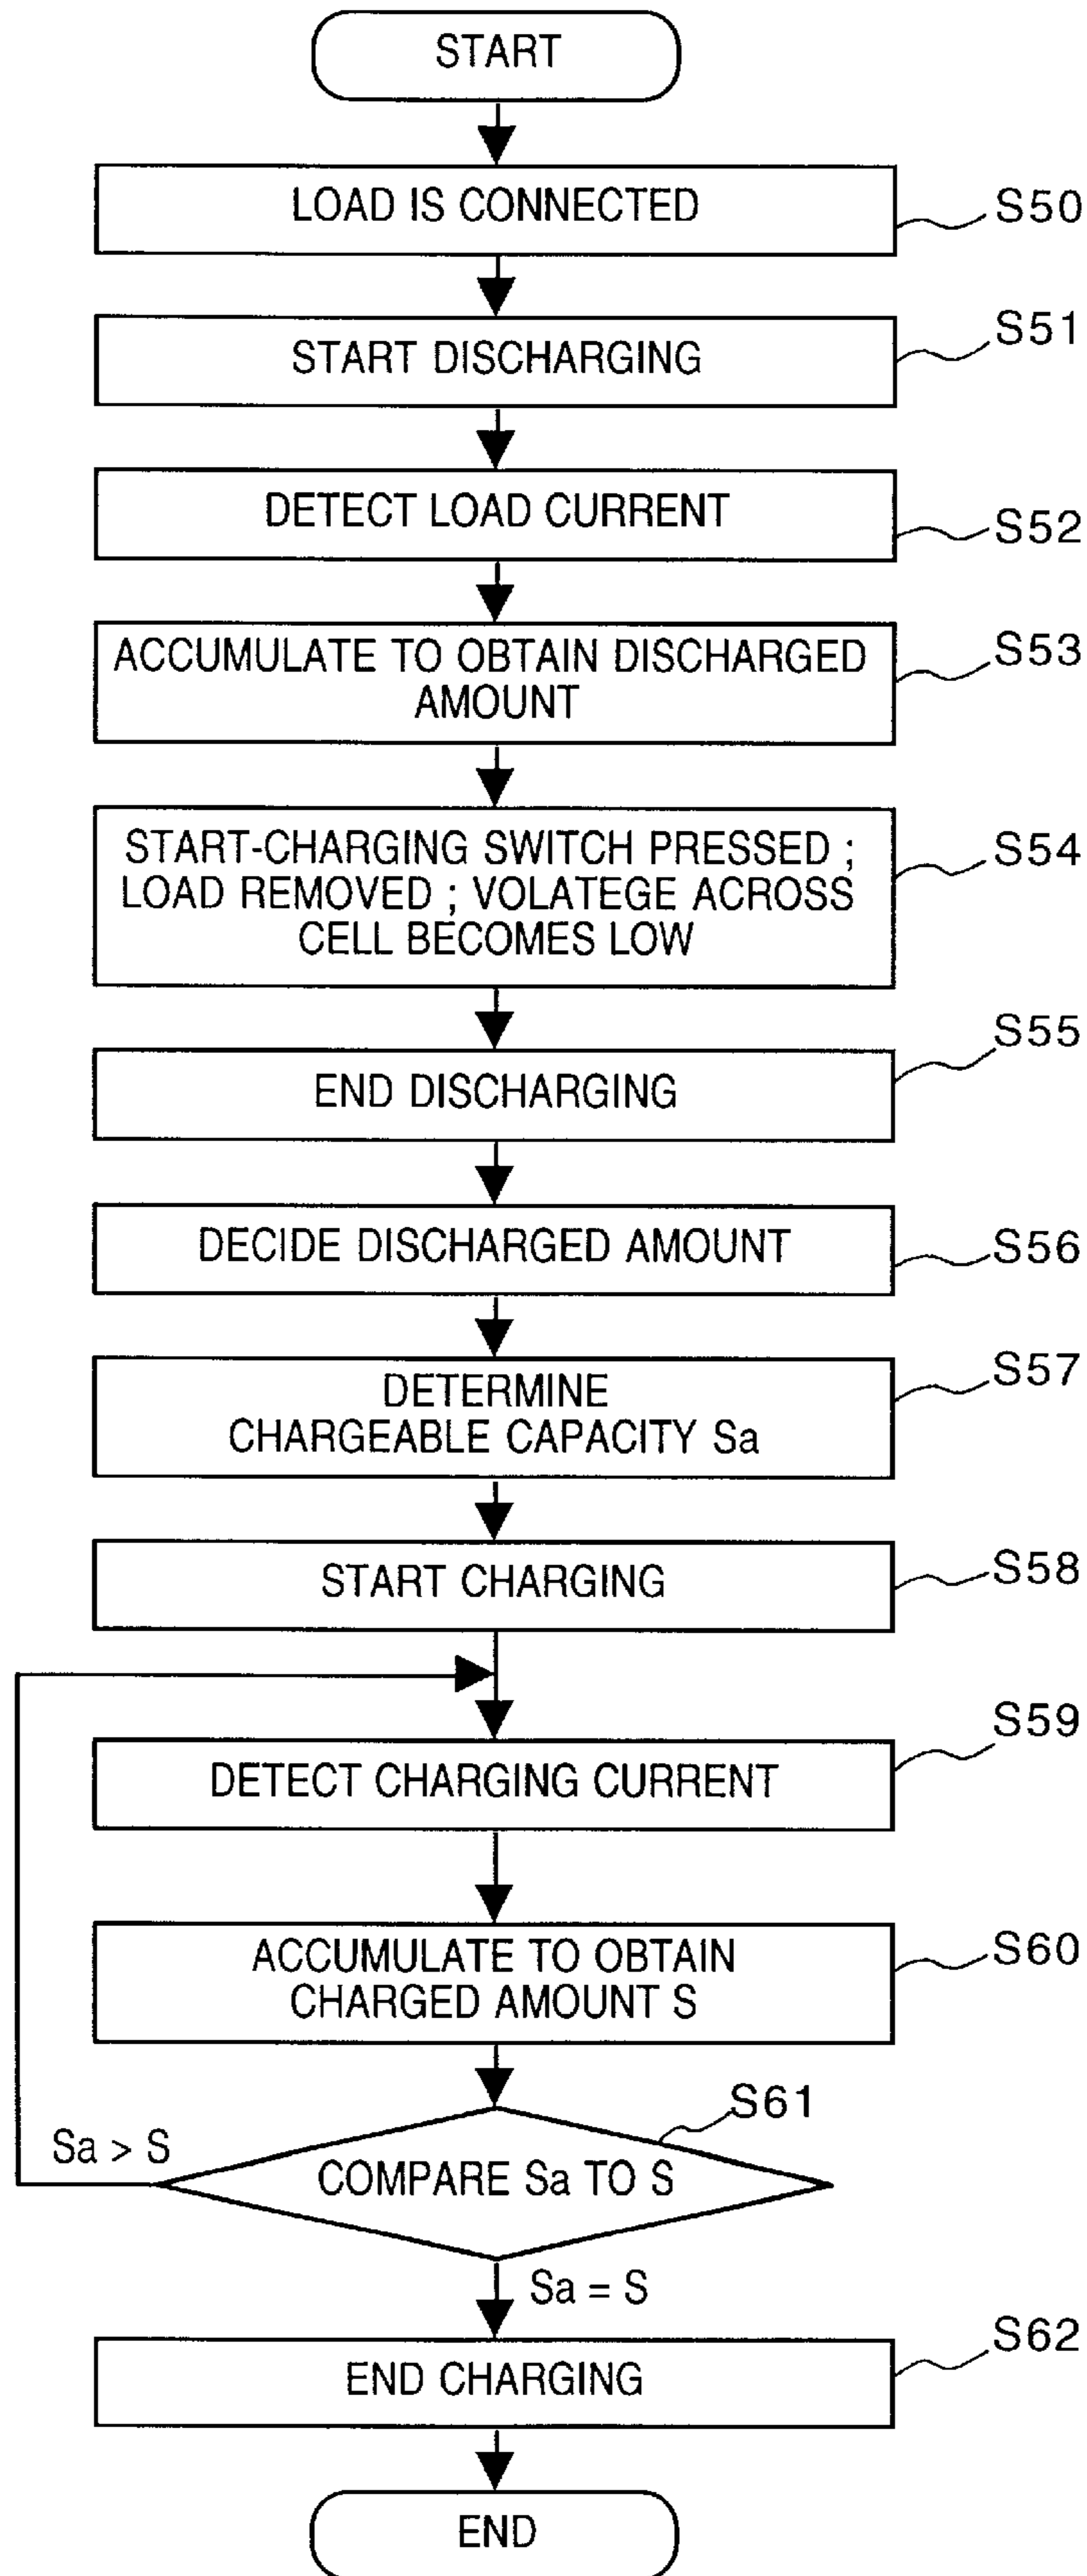 START
LOAD IS CONNECTED
S50
START DISCHARGING
S51
DETECT LOAD CURRENT
S52
ACCUMULATE TO OBTAIN DISCHARGED
AMOUNT
S53
START-CHARGING SWITCH PRESSED ;
LOAD REMOVED ; VOLATEGE ACROSS
CELL BECOMES LOW
S54
END DISCHARGING
S55
DECIDE DISCHARGED AMOUNT
S56
DETERMINE
CHARGEABLE CAPACITY Sa
S57
START CHARGING
S58
DETECT CHARGING CURRENT
S59
ACCUMULATE TO OBTAIN
CHARGED AMOUNT S
S60
S61
Sa > S
COMPARE Sa TO S
Sa = S
END CHARGING
S62
END